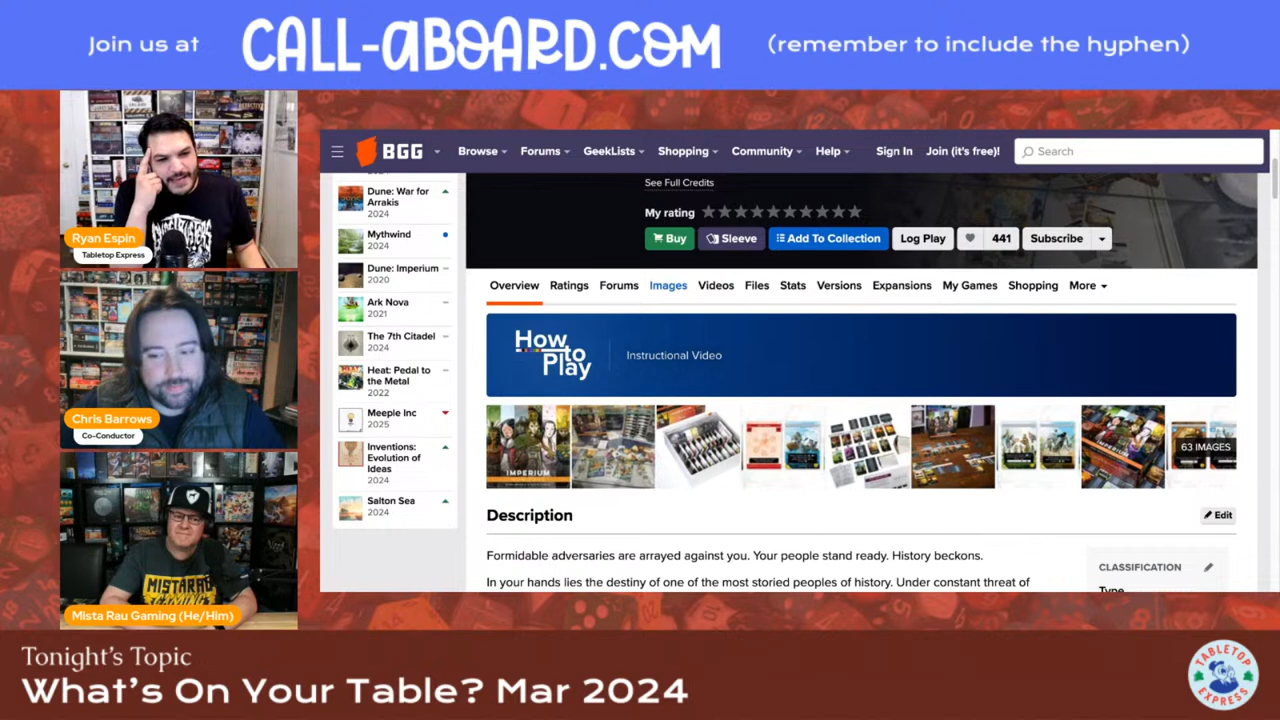 Join us at CALL-ABOARD.COM (remember to include the hyphen)
Ryan Espin
Tabletop Express
Chris Barrows
Co-Conductor
MISTARAU
Mista Rau Gaming (He/Him)
BGG Browse Forums GeekLists Shopping Community Help Sign In Join (it's free)! Search
Dune: War for
Arrakis
2024
Mythwind
2024
Dune: Imperium
2020
Ark Nova
2021
The 7th Citadel
2024
Heat: Pedal to
the Metal
2022
Meeple Inc
2025
Inventions:
Evolution of
Ideas
2024
Salton Sea
See Full Credits
My rating
Buy Sleeve Add To Collection Log Play 441 Subscribe
Overview Ratings Forums Images Videos Files Stats Versions Expansions My Games Shopping More
How to Play
Instructional Video
IMPERIUM
63 IMAGES
Description
Edit
Formidable adversaries are arrayed against you. Your people stand ready. History beckons.
In your hands lies the destiny of one of the most storied peoples of history. Under constant threat of
CLASSIFICATION
Type
Tonight's Topic
What's On Your Table? Mar 2024
TABLETOP
EXPRESS